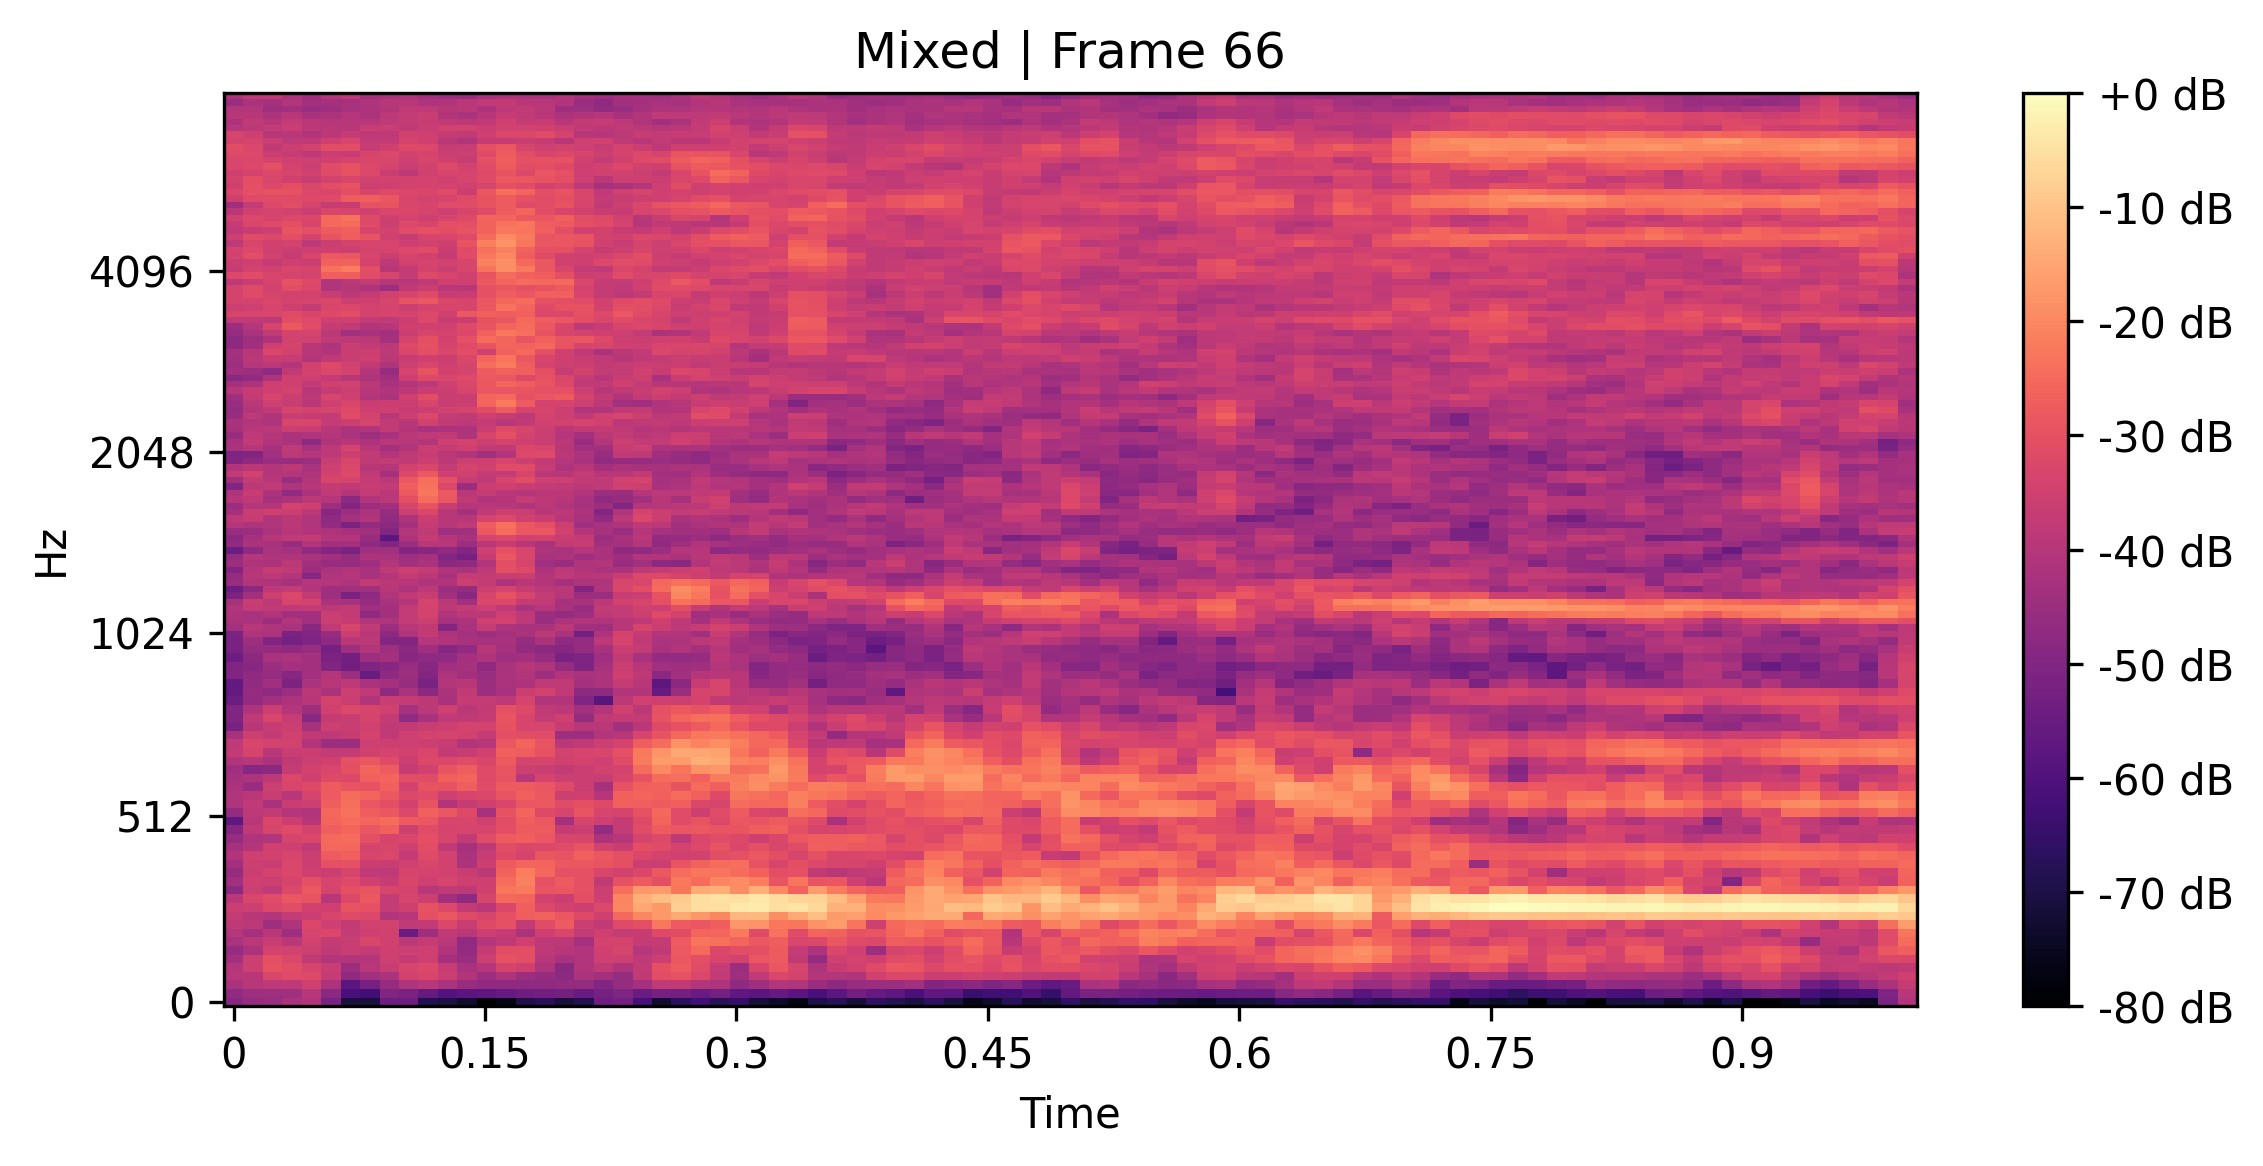 Mixed | Frame 66
Hz
4096
2048
1024
512
0
0 0.15 0.3 0.45 0.6 0.75 0.9
Time
+0 dB
-10 dB
-20 dB
-30 dB
-40 dB
-50 dB
-60 dB
-70 dB
-80 dB